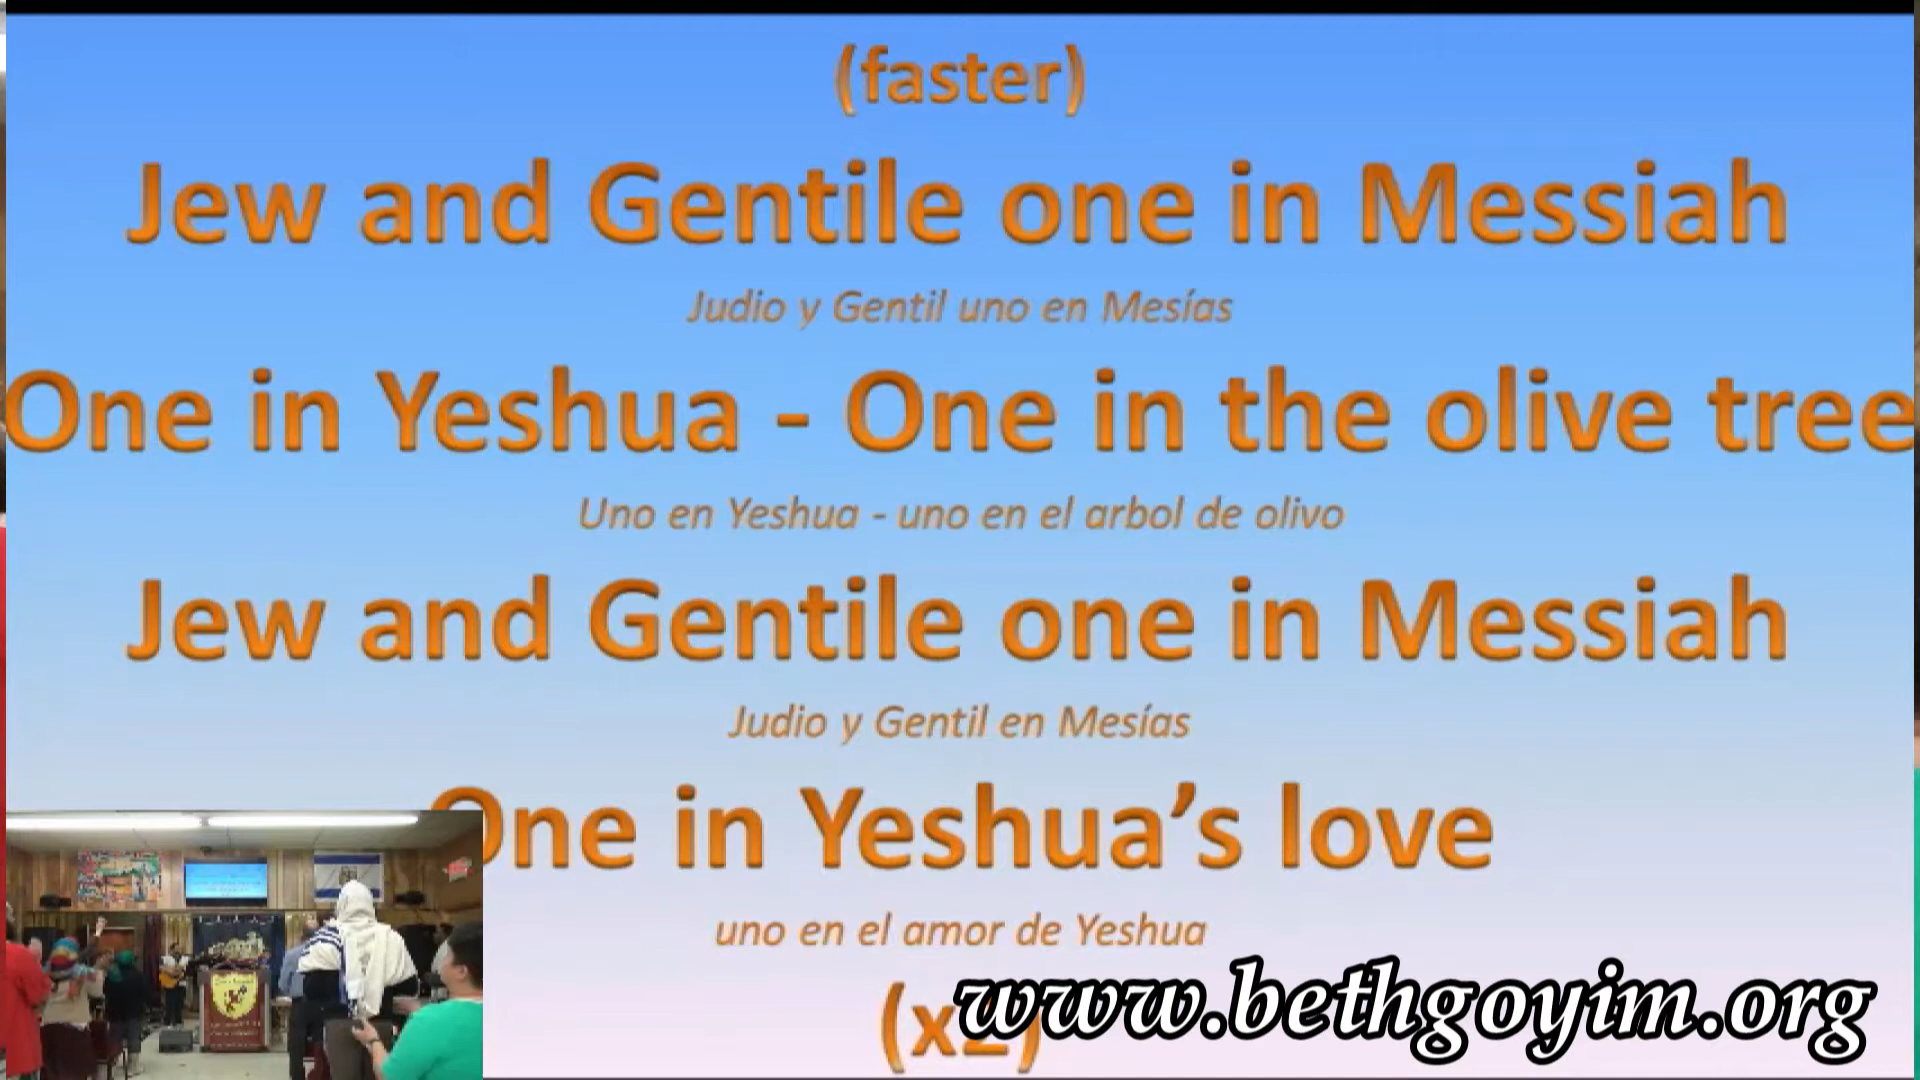 (faster)
Jew and Gentile one in Messiah
Judio y Gentil uno en Mesías
One in Yeshua - One in the olive tree
Uno en Yeshua - uno en el arbol de olivo
Jew and Gentile one in Messiah
Judio y Gentil en Mesías
One in Yeshua's love
uno en el amor de Yeshua
(x2)
www.bethgoyim.org